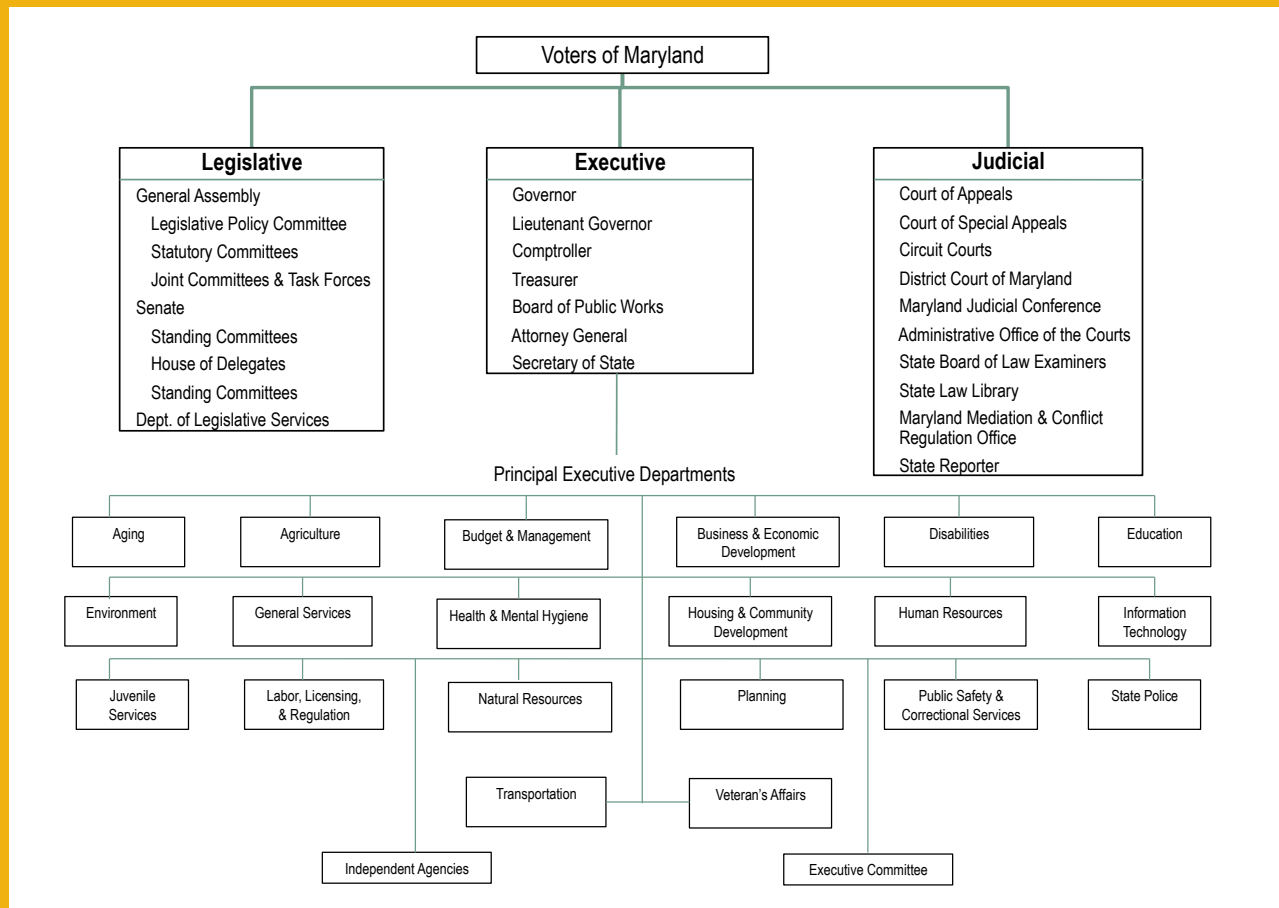 Voters of Maryland
Legislative
General Assembly
Legislative Policy Committee
Statutory Committees
Joint Committees & Task Forces
Senate
Standing Committees
House of Delegates
Standing Committees
Dept. of Legislative Services
Executive
Governor
Lieutenant Governor
Comptroller
Treasurer
Board of Public Works
Attorney General
Secretary of State
Judicial
Court of Appeals
Court of Special Appeals
Circuit Courts
District Court of Maryland
Maryland Judicial Conference
Administrative Office of the Courts
State Board of Law Examiners
State Law Library
Maryland Mediation & Conflict
Regulation Office
State Reporter
Principal Executive Departments
Aging
Agriculture
Budget & Management
Business & Economic
Development
Disabilities
Education
Environment
General Services
Health & Mental Hygiene
Housing & Community
Development
Human Resources
Information
Technology
Juvenile
Services
Labor, Licensing,
& Regulation
Natural Resources
Planning
Public Safety &
Correctional Services
State Police
Transportation
Veteran's Affairs
Independent Agencies
Executive Committee